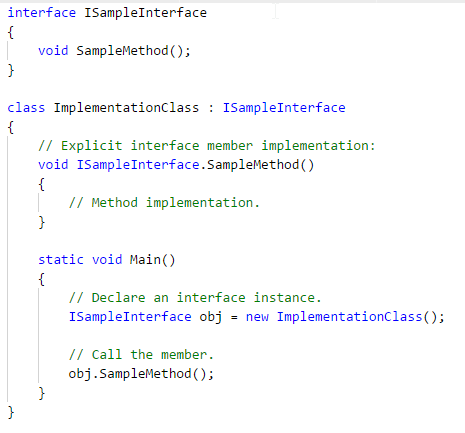 interface ISampleInterface
{
    void SampleMethod();
}

class ImplementationClass : ISampleInterface
{
    // Explicit interface member implementation:
    void ISampleInterface.SampleMethod()
    {
        // Method implementation.
    }

    static void Main()
    {
        // Declare an interface instance.
        ISampleInterface obj = new ImplementationClass();

        // Call the member.
        obj.SampleMethod();
    }
}